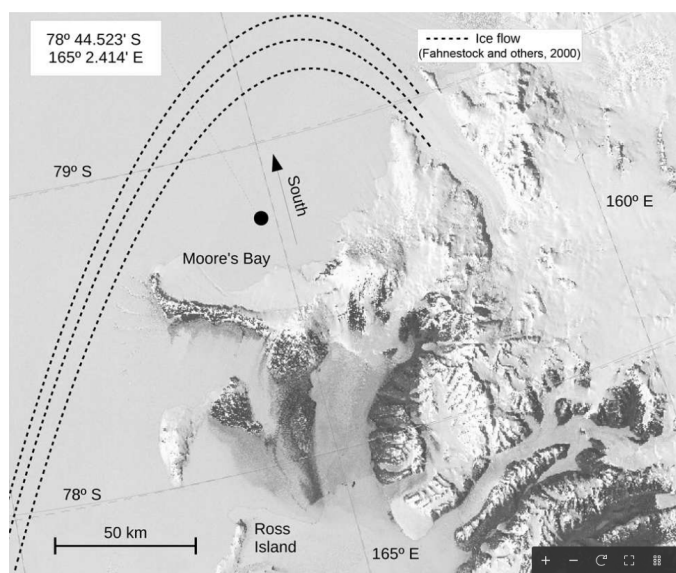 78º 44.523' S
165º 2.414' E
Ice flow
(Fahnestock and others, 2000)
79º S
South
160º E
Moore's Bay
78º S
50 km
Ross
Island
165º E